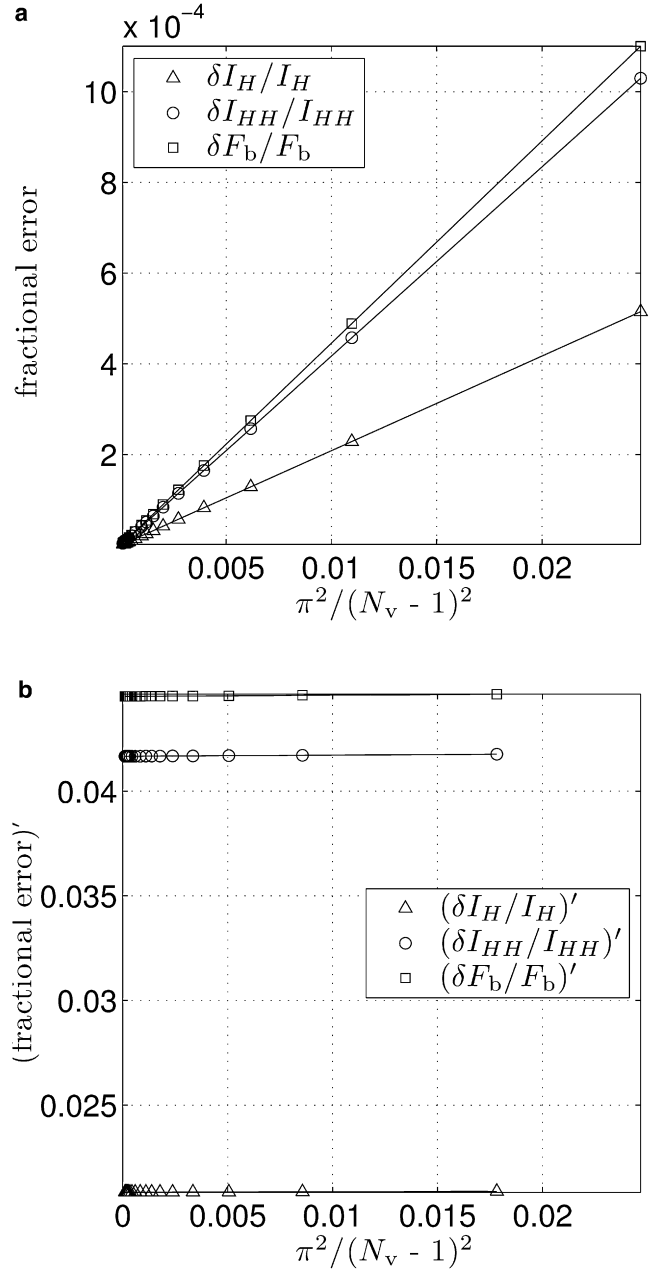 a
x 10⁻⁴
δI_H/I_H
δI_HH/I_HH
δF_b/F_b
10
8
6
4
2
fractional error
0.005 0.01 0.015 0.02
π²/(N_v - 1)²
b
0.04
0.035
0.03
0.025
(fractional error)′
(δI_H/I_H)′
(δI_HH/I_HH)′
(δF_b/F_b)′
0 0.005 0.01 0.015 0.02
π²/(N_v - 1)²